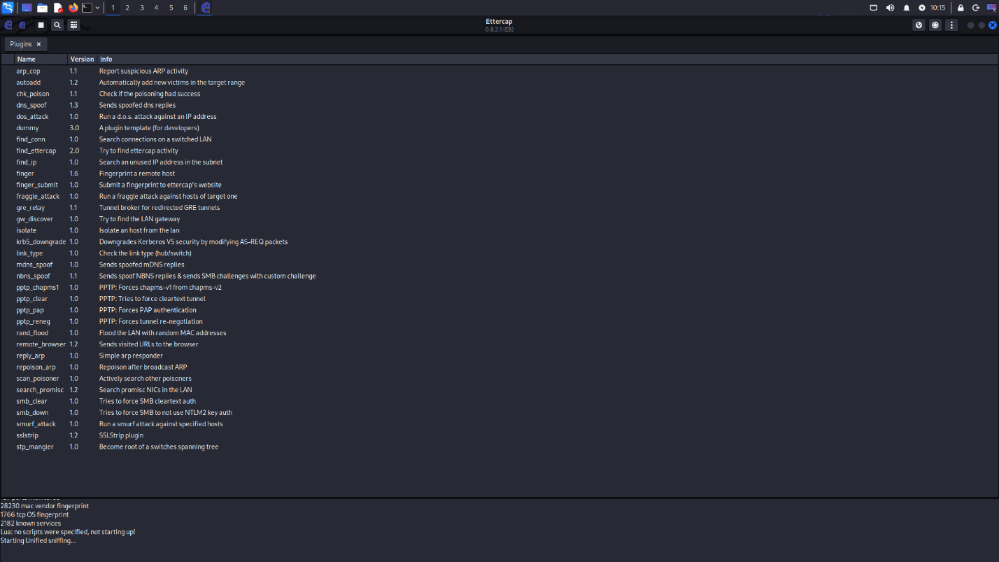 1 2 3 4 5 6 10:15
Ettercap
0.8.3.1 (EB)
Plugins ×
Name Version Info
arp_cop 1.1 Report suspicious ARP activity
autoadd 1.2 Automatically add new victims in the target range
chk_poison 1.1 Check if the poisoning had success
dns_spoof 1.3 Sends spoofed dns replies
dos_attack 1.0 Run a d.o.s. attack against an IP address
dummy 3.0 A plugin template (for developers)
find_conn 1.0 Search connections on a switched LAN
find_ettercap 2.0 Try to find ettercap activity
find_ip 1.0 Search an unused IP address in the subnet
finger 1.6 Fingerprint a remote host
finger_submit 1.0 Submit a fingerprint to ettercap's website
fraggle_attack 1.0 Run a fraggle attack against hosts of target one
gre_relay 1.1 Tunnel broker for redirected GRE tunnels
gw_discover 1.0 Try to find the LAN gateway
isolate 1.0 Isolate an host from the lan
krb5_downgrade 1.0 Downgrades Kerberos V5 security by modifying AS-REQ packets
link_type 1.0 Check the link type (hub/switch)
mdns_spoof 1.0 Sends spoofed mDNS replies
nbns_spoof 1.1 Sends spoof NBNS replies & sends SMB challenges with custom challenge
pptp_chapms1 1.0 PPTP: Forces chapms-v1 from chapms-v2
pptp_clear 1.0 PPTP: Tries to force cleartext tunnel
pptp_pap 1.0 PPTP: Forces PAP authentication
pptp_reneg 1.0 PPTP: Forces tunnel re-negotiation
rand_flood 1.0 Flood the LAN with random MAC addresses
remote_browser 1.2 Sends visited URLs to the browser
reply_arp 1.0 Simple arp responder
repoison_arp 1.0 Repoison after broadcast ARP
scan_poisoner 1.0 Actively search other poisoners
search_promisc 1.2 Search promisc NICs in the LAN
smb_clear 1.0 Tries to force SMB cleartext auth
smb_down 1.0 Tries to force SMB to not use NTLM2 key auth
smurf_attack 1.0 Run a smurf attack against specified hosts
sslstrip 1.2 SSLStrip plugin
stp_mangler 1.0 Become root of a switches spanning tree
28230 mac vendor fingerprint
1766 tcp OS fingerprint
2182 known services
Lua: no scripts were specified, not starting up!
Starting Unified sniffing...